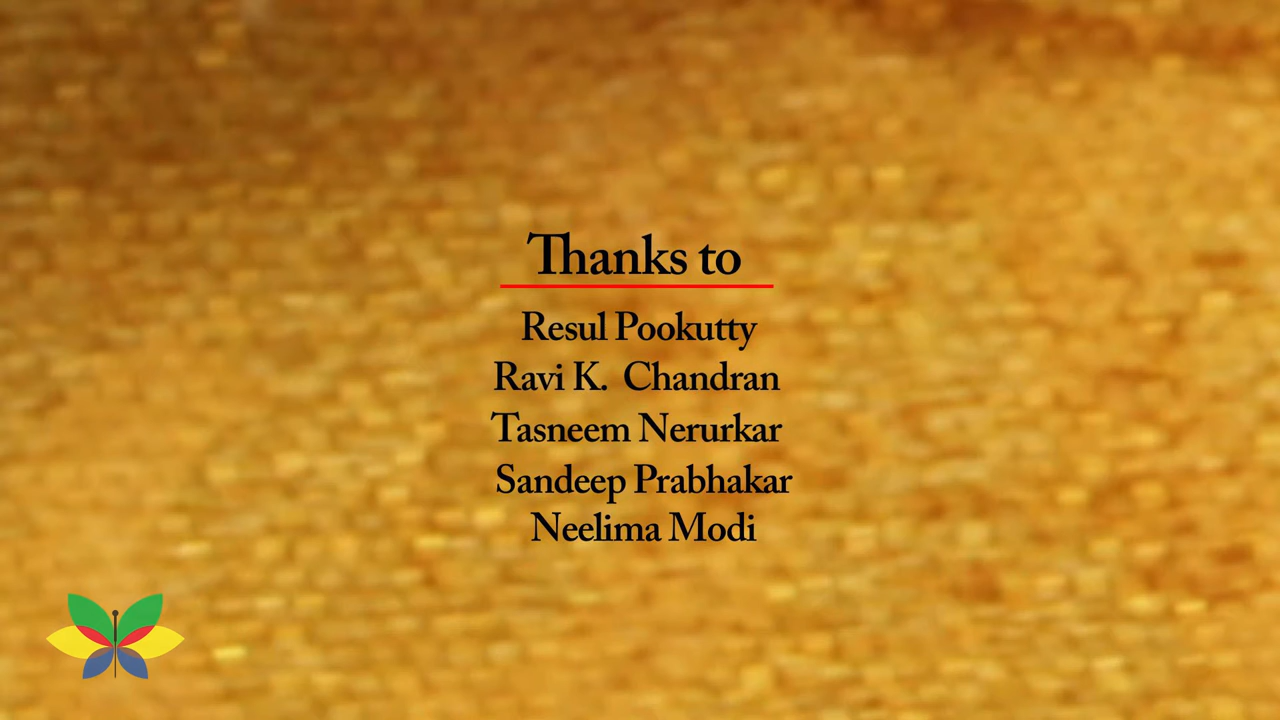 Thanks to
Resul Pookutty
Ravi K. Chandran
Tasneem Nerurkar
Sandeep Prabhakar
Neelima Modi